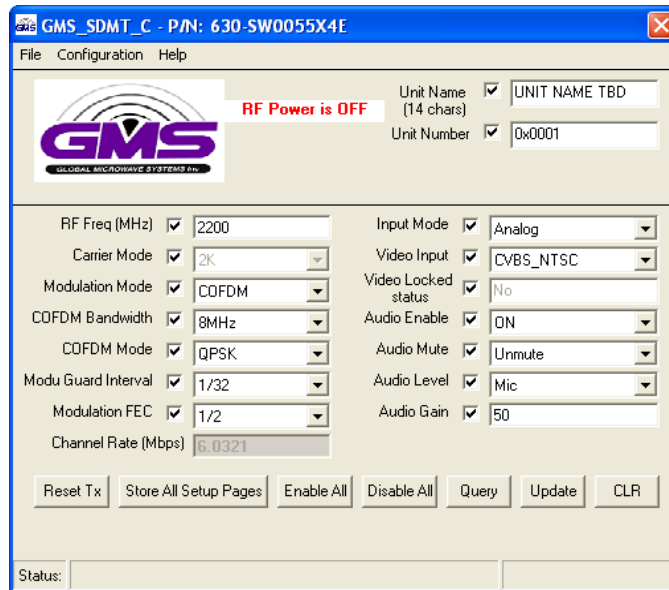 GMS_SDMT_C - P/N: 630-SW0055X4E
File Configuration Help
GMS
GLOBAL MICROWAVE SYSTEMS Inc
RF Power is OFF
Unit Name (14 chars) UNIT NAME TBD
Unit Number 0x0001
RF Freq (MHz) 2200
Carrier Mode 2K
Modulation Mode COFDM
COFDM Bandwidth 8MHz
COFDM Mode QPSK
Modu Guard Interval 1/32
Modulation FEC 1/2
Channel Rate (Mbps) 6.0321
Input Mode Analog
Video Input CVBS_NTSC
Video Locked status No
Audio Enable ON
Audio Mute Unmute
Audio Level Mic
Audio Gain 50
Reset Tx Store All Setup Pages Enable All Disable All Query Update CLR
Status: